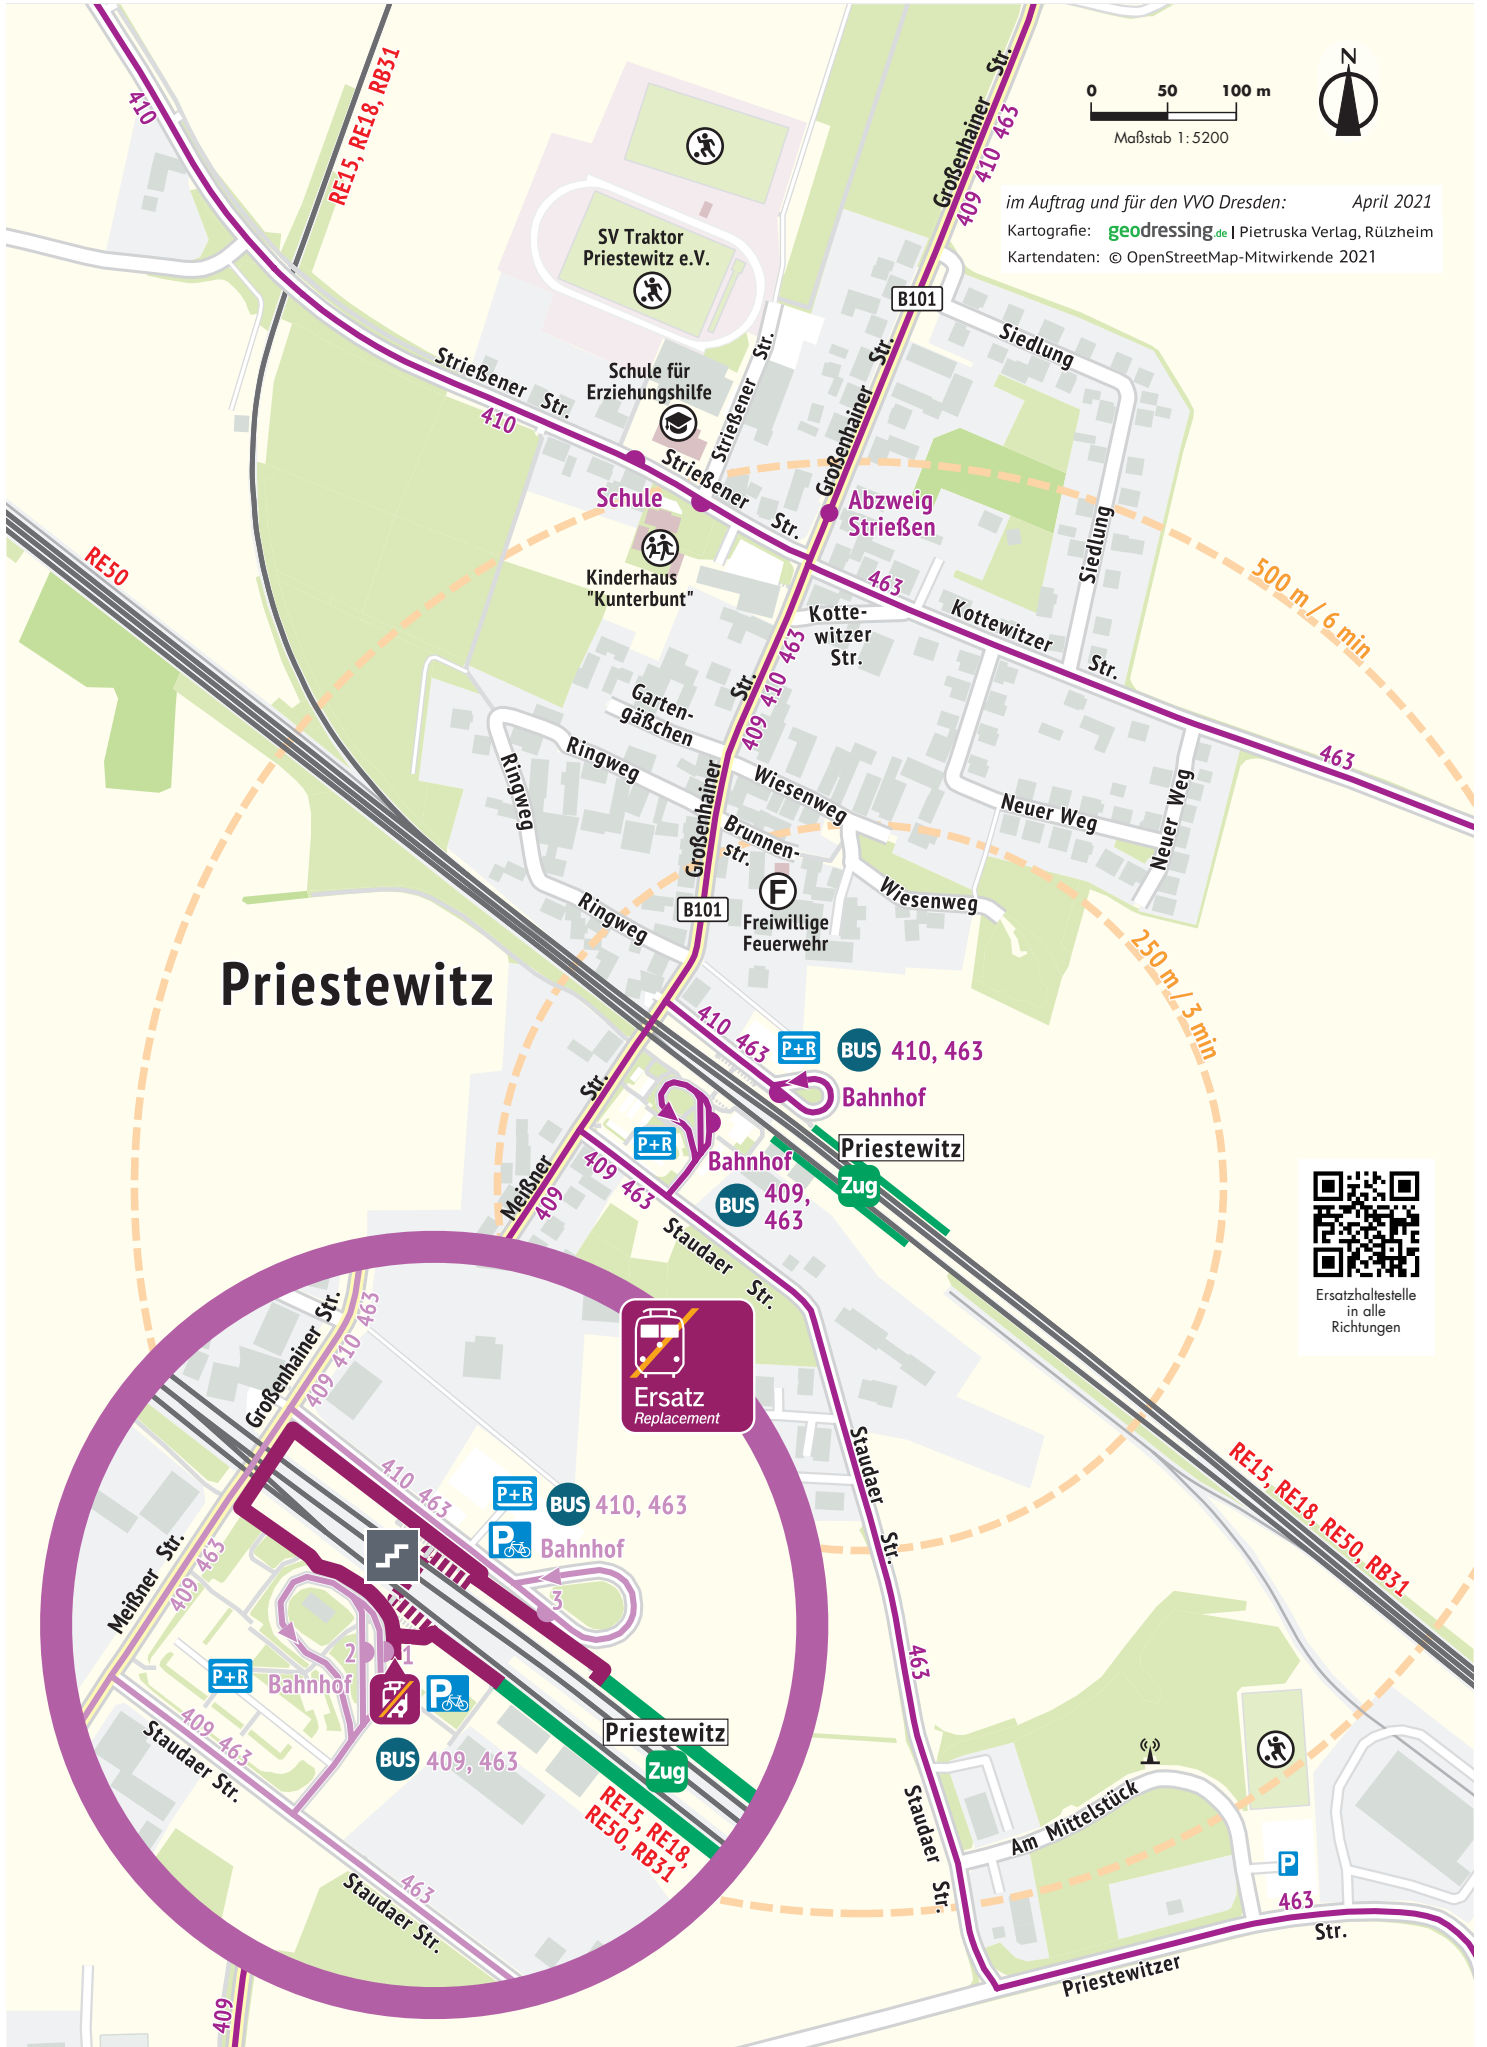 410
RE15, RE18, RB31
Großenhainer Str.
409 410 463
N
0 50 100 m
Maßstab 1:5200
im Auftrag und für den VVO Dresden: April 2021
Kartografie: geodressing.de | Pietruska Verlag, Rülzheim
Kartendaten: © OpenStreetMap-Mitwirkende 2021
SV Traktor
Priestewitz e.V.
B101
Siedlung
Strießener Str.
410
Schule für
Erziehungshilfe
Strießener Str.
Großenhainer Str.
Strießener Str.
Schule
Abzweig
Strießen
Siedlung
RE50
Kinderhaus
"Kunterbunt"
463
500 m / 6 min
Kotte-
witzer
Str.
Kottewitzer Str.
409 410 463
Str.
Garten-
gäßchen
Ringweg
Ringweg
Wiesenweg
463
Großenhainer
Brunnen-
str.
Neuer Weg
Neuer Weg
F
Freiwillige
Feuerwehr
Wiesenweg
B101
Ringweg
250 m / 3 min
Priestewitz
410 463
P+R
BUS 410, 463
Bahnhof
Meißner Str.
409
P+R
409 463
Bahnhof
BUS 409,
463
Priestewitz
Zug
Staudaer Str.
Ersatzhaltestelle
in alle
Richtungen
Ersatz
Replacement
Großenhainer Str.
409 410 463
410 463
P+R
BUS 410, 463
P
Bahnhof
3
Meißner Str.
409 463
2
1
P+R
Bahnhof
P
BUS 409, 463
409 463
Staudaer Str.
Priestewitz
Zug
RE15, RE18,
RE50, RB31
463
Staudaer Str.
409
Staudaer Str.
RE15, RE18, RE50, RB31
463
Staudaer Str.
Am Mittelstück
P
463
Priestewitzer Str.